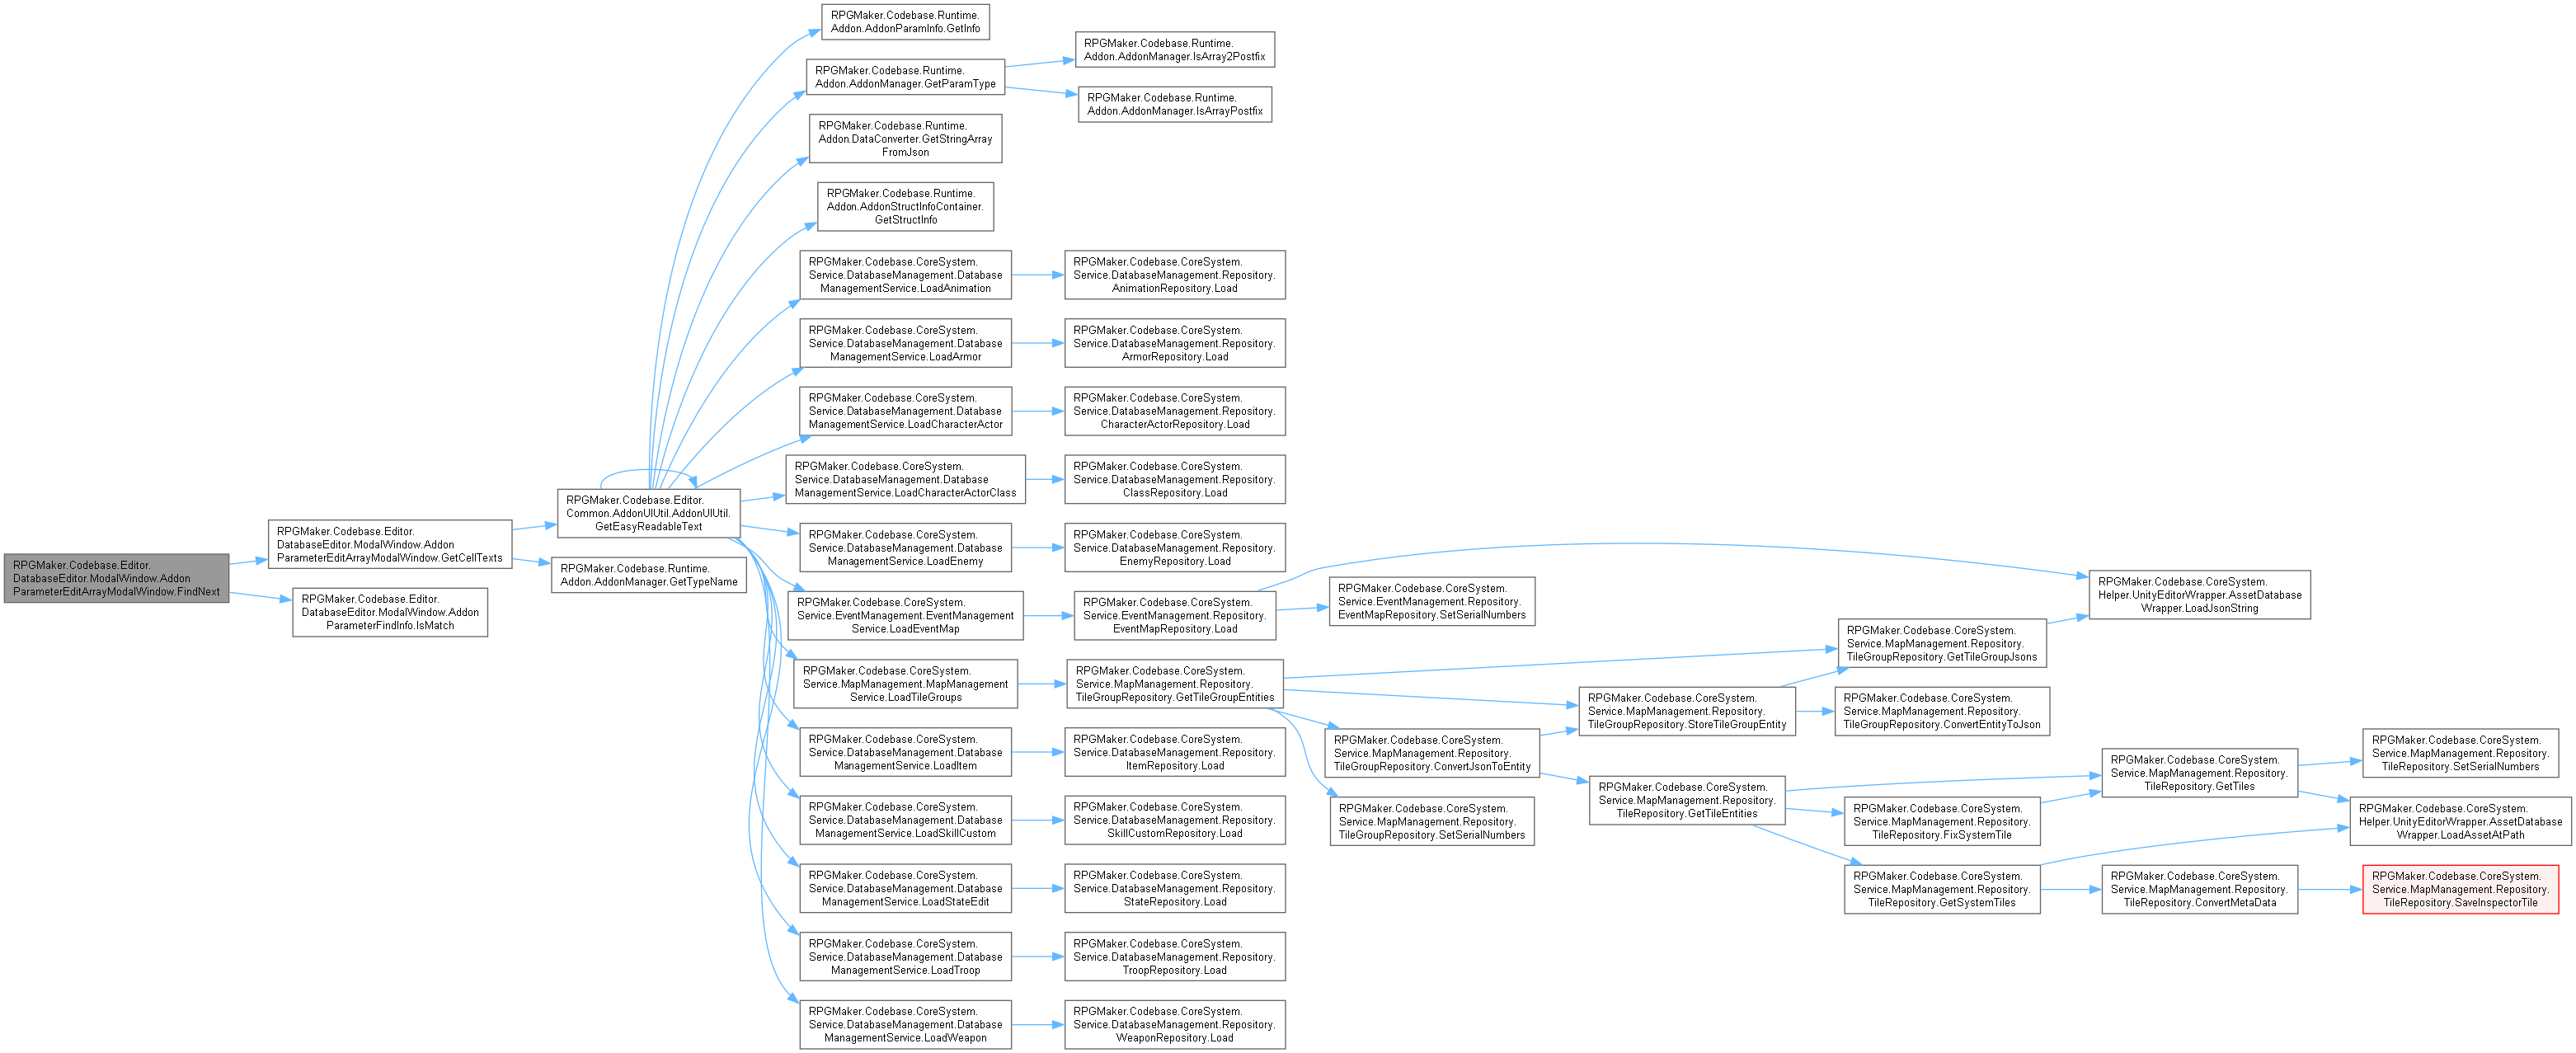 RPGMaker.Codebase.Editor.
DatabaseEditor.ModalWindow.Addon
ParameterEditArrayModalWindow.FindNext
RPGMaker.Codebase.Editor.
DatabaseEditor.ModalWindow.Addon
ParameterEditArrayModalWindow.GetCellTexts
RPGMaker.Codebase.Editor.
DatabaseEditor.ModalWindow.Addon
ParameterFindInfo.IsMatch
RPGMaker.Codebase.Editor.
Common.AddonUIUtil.AddonUIUtil.
GetEasyReadableText
RPGMaker.Codebase.Runtime.
Addon.AddonManager.GetTypeName
RPGMaker.Codebase.Runtime.
Addon.AddonParamInfo.GetInfo
RPGMaker.Codebase.Runtime.
Addon.AddonManager.GetParamType
RPGMaker.Codebase.Runtime.
Addon.DataConverter.GetStringArray
FromJson
RPGMaker.Codebase.Runtime.
Addon.AddonStructInfoContainer.
GetStructInfo
RPGMaker.Codebase.CoreSystem.
Service.DatabaseManagement.Database
ManagementService.LoadAnimation
RPGMaker.Codebase.CoreSystem.
Service.DatabaseManagement.Database
ManagementService.LoadArmor
RPGMaker.Codebase.CoreSystem.
Service.DatabaseManagement.Database
ManagementService.LoadCharacterActor
RPGMaker.Codebase.CoreSystem.
Service.DatabaseManagement.Database
ManagementService.LoadCharacterActorClass
RPGMaker.Codebase.CoreSystem.
Service.DatabaseManagement.Database
ManagementService.LoadEnemy
RPGMaker.Codebase.CoreSystem.
Service.EventManagement.EventManagement
Service.LoadEventMap
RPGMaker.Codebase.CoreSystem.
Service.MapManagement.MapManagement
Service.LoadTileGroups
RPGMaker.Codebase.CoreSystem.
Service.DatabaseManagement.Database
ManagementService.LoadItem
RPGMaker.Codebase.CoreSystem.
Service.DatabaseManagement.Database
ManagementService.LoadSkillCustom
RPGMaker.Codebase.CoreSystem.
Service.DatabaseManagement.Database
ManagementService.LoadStateEdit
RPGMaker.Codebase.CoreSystem.
Service.DatabaseManagement.Database
ManagementService.LoadTroop
RPGMaker.Codebase.CoreSystem.
Service.DatabaseManagement.Database
ManagementService.LoadWeapon
RPGMaker.Codebase.Runtime.
Addon.AddonManager.IsArray2Postfix
RPGMaker.Codebase.Runtime.
Addon.AddonManager.IsArrayPostfix
RPGMaker.Codebase.CoreSystem.
Service.DatabaseManagement.Repository.
AnimationRepository.Load
RPGMaker.Codebase.CoreSystem.
Service.DatabaseManagement.Repository.
ArmorRepository.Load
RPGMaker.Codebase.CoreSystem.
Service.DatabaseManagement.Repository.
CharacterActorRepository.Load
RPGMaker.Codebase.CoreSystem.
Service.DatabaseManagement.Repository.
ClassRepository.Load
RPGMaker.Codebase.CoreSystem.
Service.DatabaseManagement.Repository.
EnemyRepository.Load
RPGMaker.Codebase.CoreSystem.
Service.EventManagement.Repository.
EventMapRepository.Load
RPGMaker.Codebase.CoreSystem.
Service.MapManagement.Repository.
TileGroupRepository.GetTileGroupEntities
RPGMaker.Codebase.CoreSystem.
Service.DatabaseManagement.Repository.
ItemRepository.Load
RPGMaker.Codebase.CoreSystem.
Service.DatabaseManagement.Repository.
SkillCustomRepository.Load
RPGMaker.Codebase.CoreSystem.
Service.DatabaseManagement.Repository.
StateRepository.Load
RPGMaker.Codebase.CoreSystem.
Service.DatabaseManagement.Repository.
TroopRepository.Load
RPGMaker.Codebase.CoreSystem.
Service.DatabaseManagement.Repository.
WeaponRepository.Load
RPGMaker.Codebase.CoreSystem.
Service.EventManagement.Repository.
EventMapRepository.SetSerialNumbers
RPGMaker.Codebase.CoreSystem.
Service.MapManagement.Repository.
TileGroupRepository.ConvertJsonToEntity
RPGMaker.Codebase.CoreSystem.
Service.MapManagement.Repository.
TileGroupRepository.SetSerialNumbers
RPGMaker.Codebase.CoreSystem.
Service.MapManagement.Repository.
TileGroupRepository.StoreTileGroupEntity
RPGMaker.Codebase.CoreSystem.
Service.MapManagement.Repository.
TileRepository.GetTileEntities
RPGMaker.Codebase.CoreSystem.
Service.MapManagement.Repository.
TileGroupRepository.GetTileGroupJsons
RPGMaker.Codebase.CoreSystem.
Service.MapManagement.Repository.
TileGroupRepository.ConvertEntityToJson
RPGMaker.Codebase.CoreSystem.
Service.MapManagement.Repository.
TileRepository.FixSystemTile
RPGMaker.Codebase.CoreSystem.
Service.MapManagement.Repository.
TileRepository.GetSystemTiles
RPGMaker.Codebase.CoreSystem.
Helper.UnityEditorWrapper.AssetDatabase
Wrapper.LoadJsonString
RPGMaker.Codebase.CoreSystem.
Service.MapManagement.Repository.
TileRepository.GetTiles
RPGMaker.Codebase.CoreSystem.
Service.MapManagement.Repository.
TileRepository.ConvertMetaData
RPGMaker.Codebase.CoreSystem.
Service.MapManagement.Repository.
TileRepository.SetSerialNumbers
RPGMaker.Codebase.CoreSystem.
Helper.UnityEditorWrapper.AssetDatabase
Wrapper.LoadAssetAtPath
RPGMaker.Codebase.CoreSystem.
Service.MapManagement.Repository.
TileRepository.SaveInspectorTile